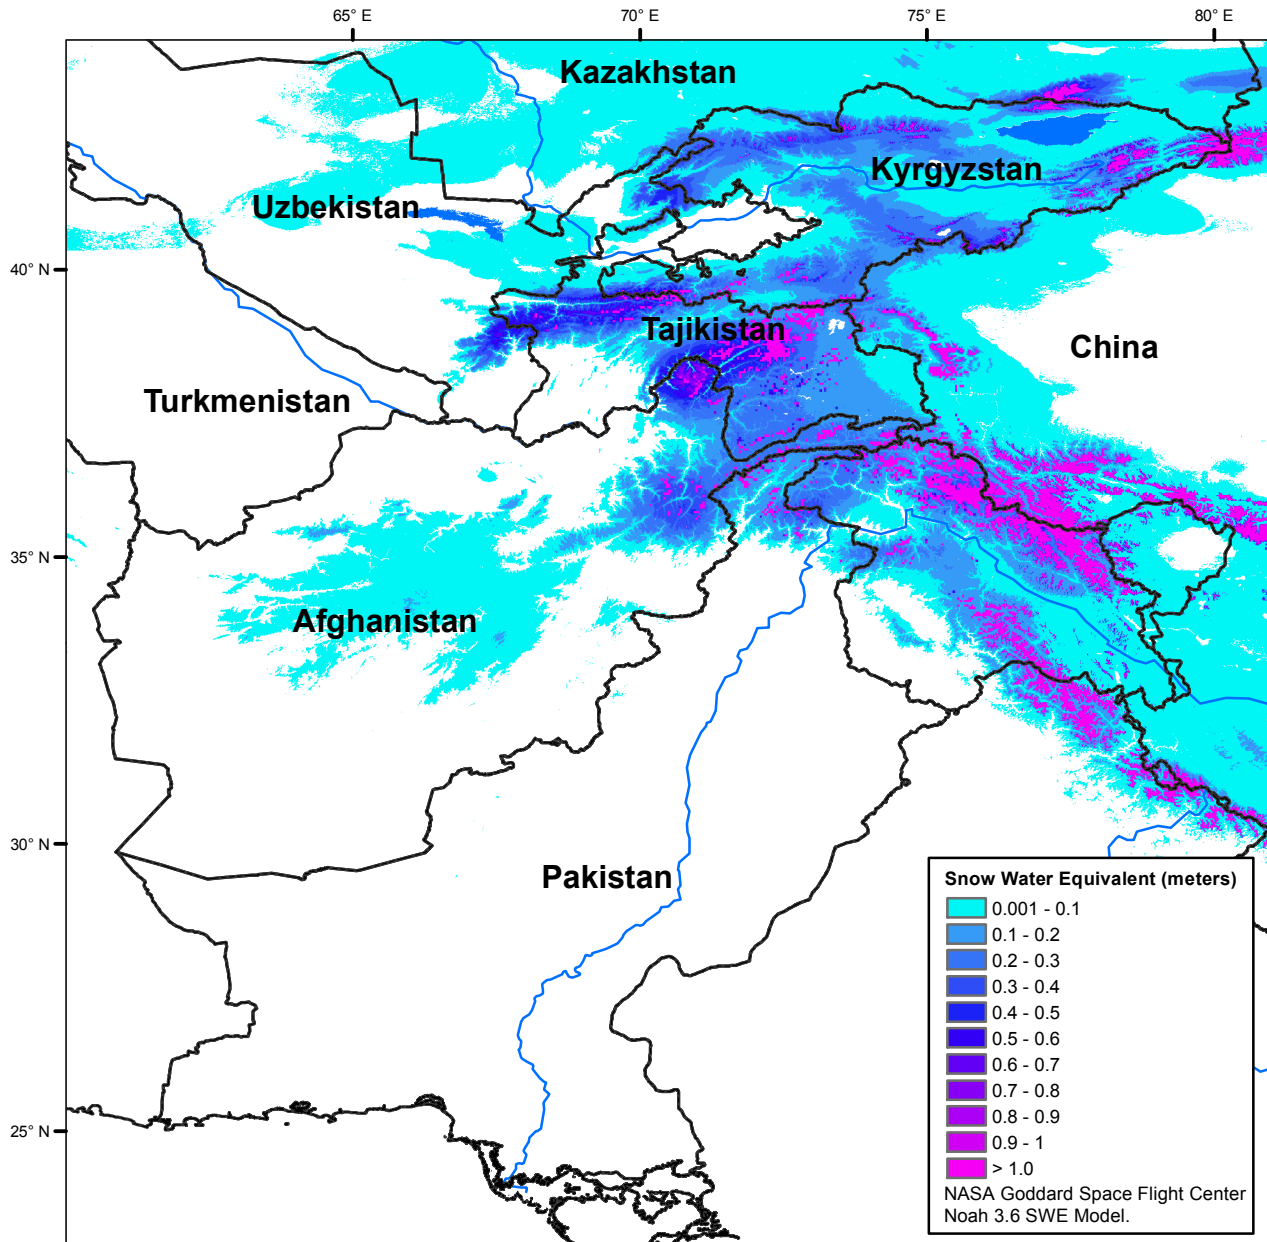 65° E
70° E
75° E
80° E
Kazakhstan
Kyrgyzstan
Uzbekistan
40° N
Tajikistan
China
Turkmenistan
35° N
Afghanistan
30° N
Pakistan
Snow Water Equivalent (meters)
0.001 - 0.1
0.1 - 0.2
0.2 - 0.3
0.3 - 0.4
0.4 - 0.5
0.5 - 0.6
0.6 - 0.7
0.7 - 0.8
0.8 - 0.9
0.9 - 1
> 1.0
25° N
NASA Goddard Space Flight Center
Noah 3.6 SWE Model.